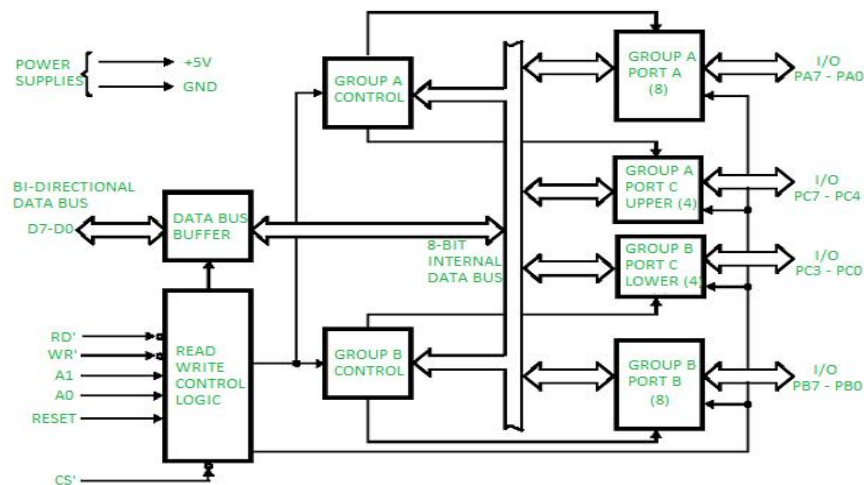 POWER
SUPPLIES
+5V
GND
GROUP A
CONTROL
GROUP A
PORT A
(8)
I/O
PA7 - PA0
GROUP A
PORT C
UPPER (4)
I/O
PC7 - PC4
BI-DIRECTIONAL
DATA BUS
D7-D0
DATA BUS
BUFFER
8-BIT
INTERNAL
DATA BUS
GROUP B
PORT C
LOWER (4)
I/O
PC3 - PC0
RD'
WR'
A1
A0
RESET
CS'
READ
WRITE
CONTROL
LOGIC
GROUP B
CONTROL
GROUP B
PORT B
(8)
I/O
PB7 - PB0